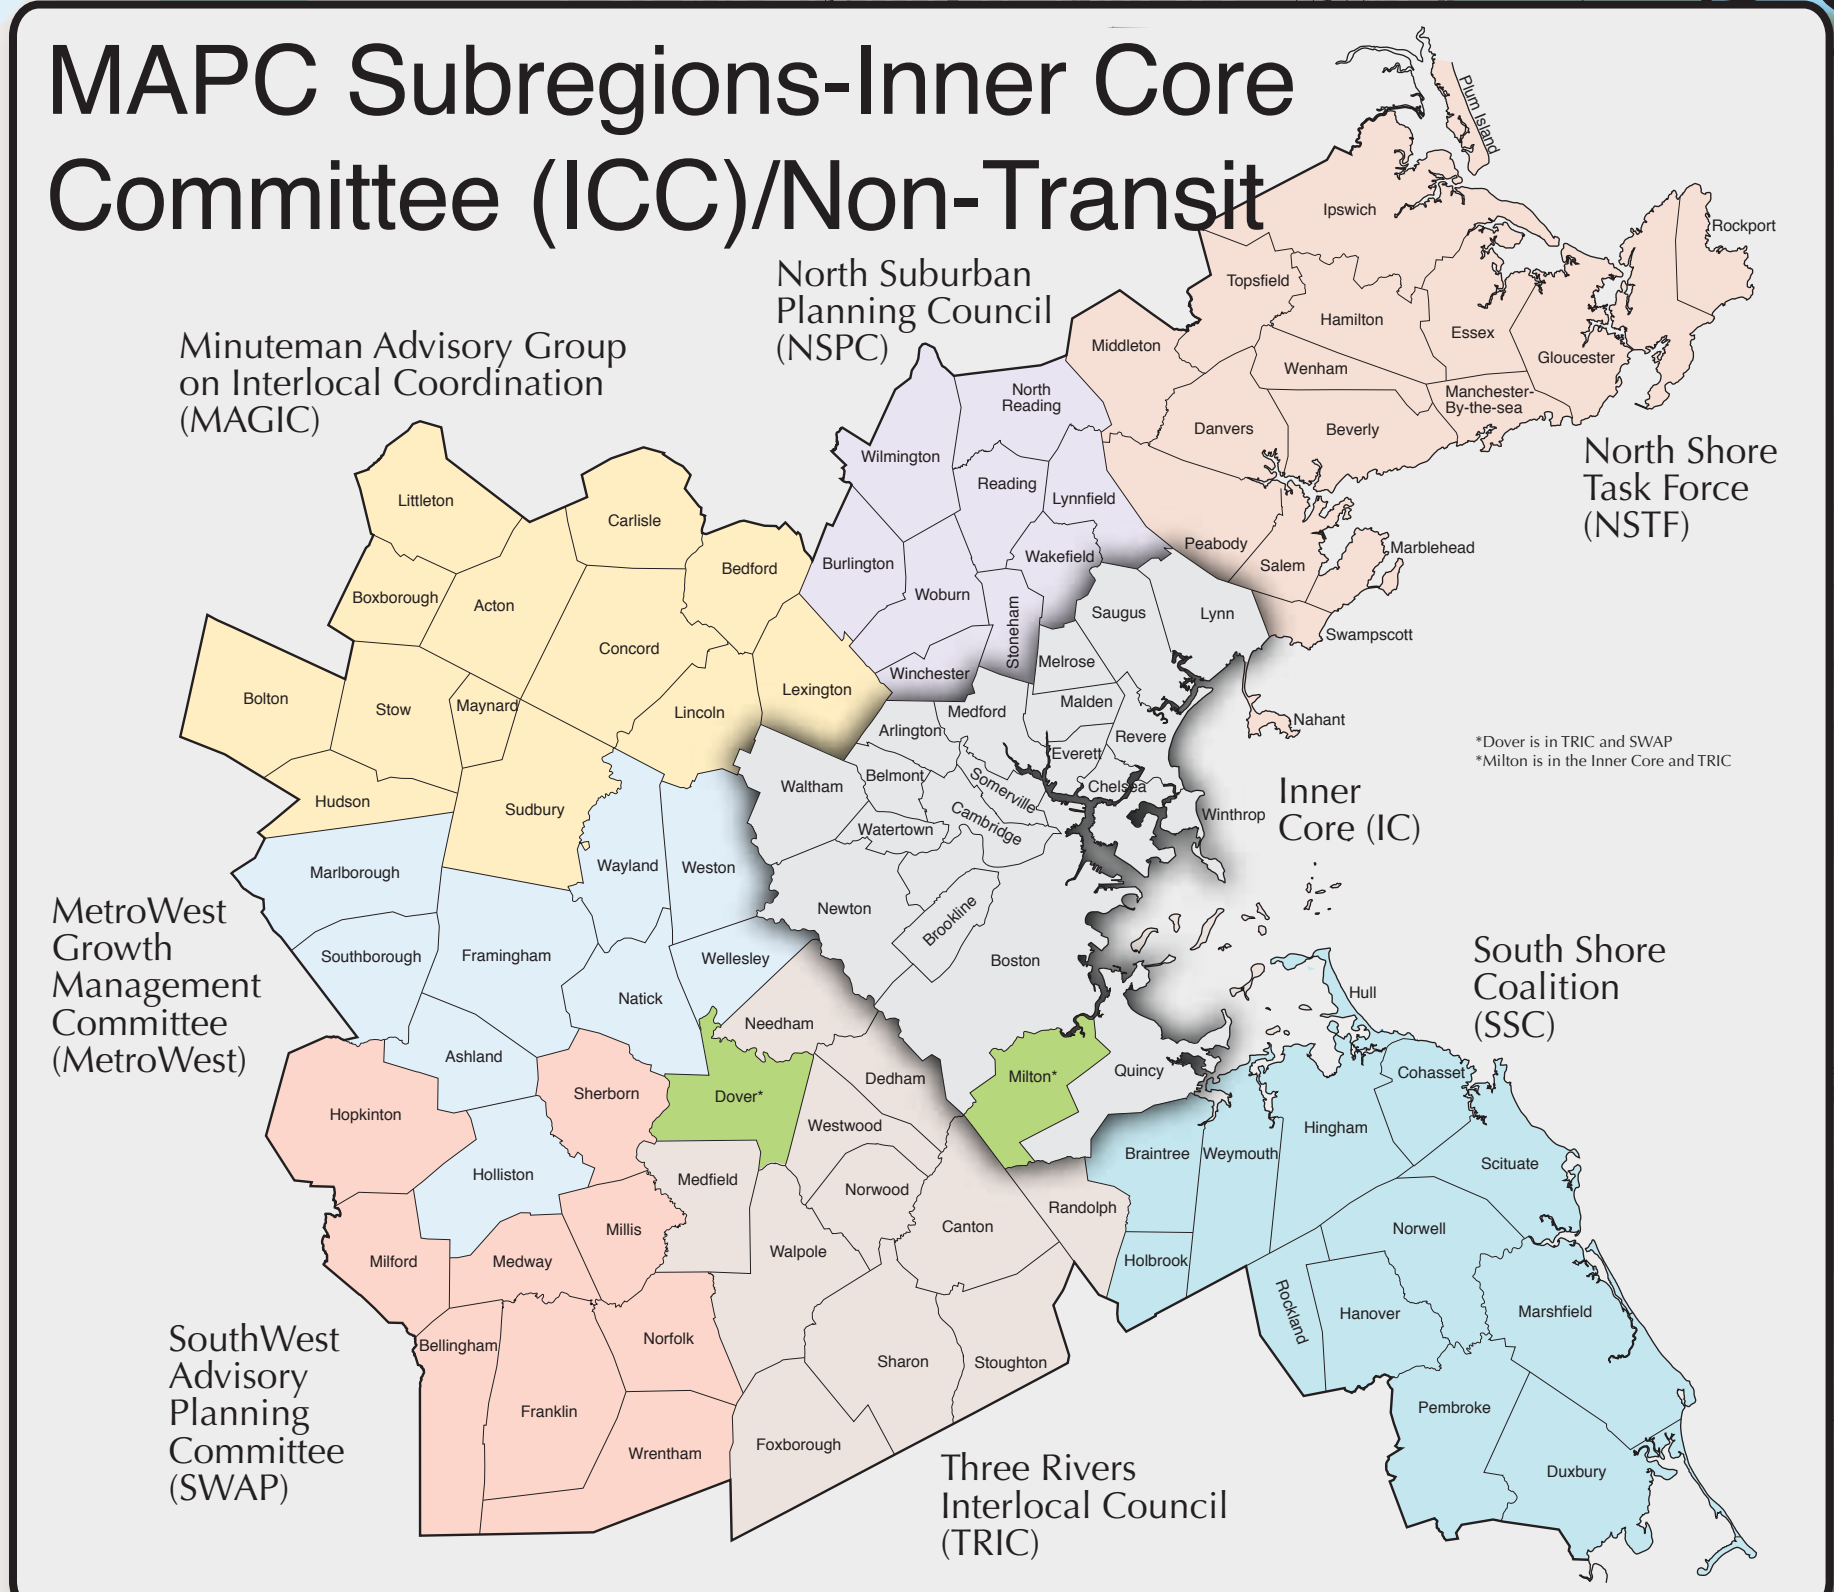 MAPC Subregions-Inner Core
Committee (ICC)/Non-Transit
North Suburban
Planning Council
(NSPC)
Minuteman Advisory Group
on Interlocal Coordination
(MAGIC)
North Shore
Task Force
(NSTF)
*Dover is in TRIC and SWAP
*Milton is in the Inner Core and TRIC
Inner
Core (IC)
MetroWest
Growth
Management
Committee
(MetroWest)
South Shore
Coalition
(SSC)
SouthWest
Advisory
Planning
Committee
(SWAP)
Three Rivers
Interlocal Council
(TRIC)
Plum Island
Ipswich
Rockport
Topsfield
Hamilton
Essex
Gloucester
Middleton
Wenham
Manchester-
By-the-sea
Danvers
Beverly
Peabody
Salem
Marblehead
Swampscott
Nahant
North
Reading
Wilmington
Reading
Lynnfield
Burlington
Wakefield
Woburn
Stoneham
Winchester
Littleton
Carlisle
Bedford
Boxborough
Acton
Concord
Lexington
Bolton
Stow
Maynard
Lincoln
Hudson
Sudbury
Saugus
Lynn
Melrose
Malden
Medford
Arlington
Revere
Everett
Belmont
Somerville
Chelsea
Waltham
Watertown
Cambridge
Winthrop
Newton
Brookline
Boston
Milton*
Quincy
Marlborough
Wayland
Weston
Southborough
Framingham
Wellesley
Natick
Ashland
Holliston
Hopkinton
Sherborn
Dover*
Milford
Medway
Millis
Bellingham
Norfolk
Franklin
Wrentham
Needham
Dedham
Westwood
Medfield
Norwood
Canton
Randolph
Walpole
Sharon
Stoughton
Foxborough
Hull
Cohasset
Hingham
Braintree
Weymouth
Scituate
Holbrook
Norwell
Rockland
Hanover
Marshfield
Pembroke
Duxbury